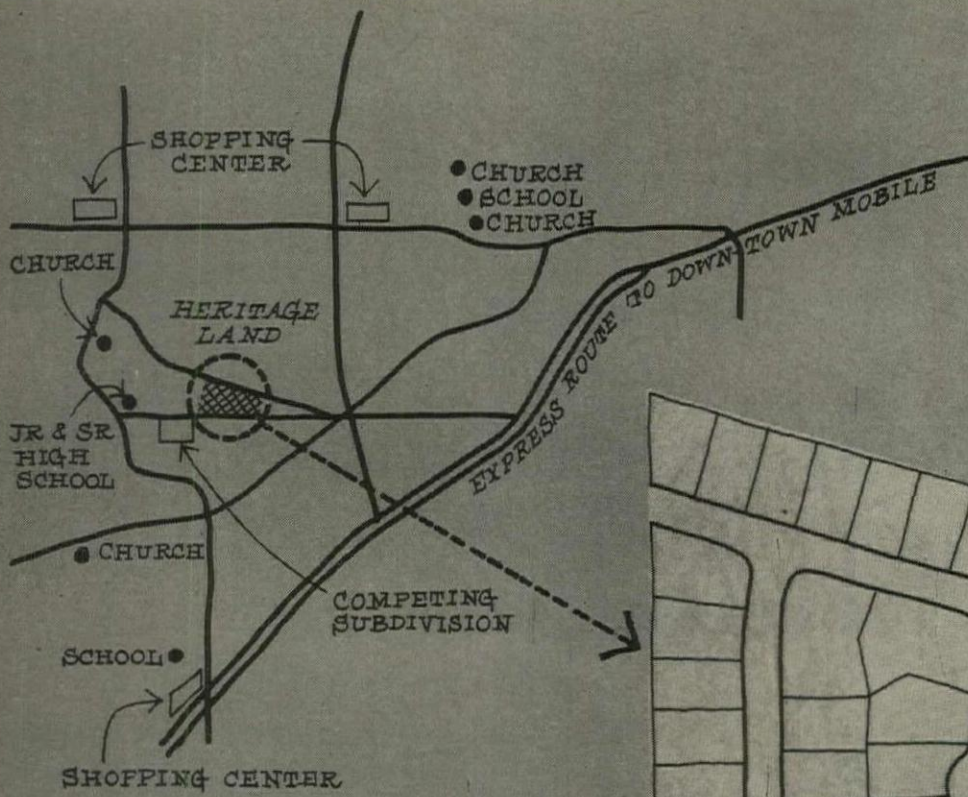 SHOPPING
CENTER
CHURCH
SCHOOL
CHURCH
CHURCH
HERITAGE
LAND
EXPRESS ROUTE TO DOWN-TOWN MOBILE
JR & SR
HIGH
SCHOOL
CHURCH
COMPETING
SUBDIVISION
SCHOOL
SHOPPING CENTER